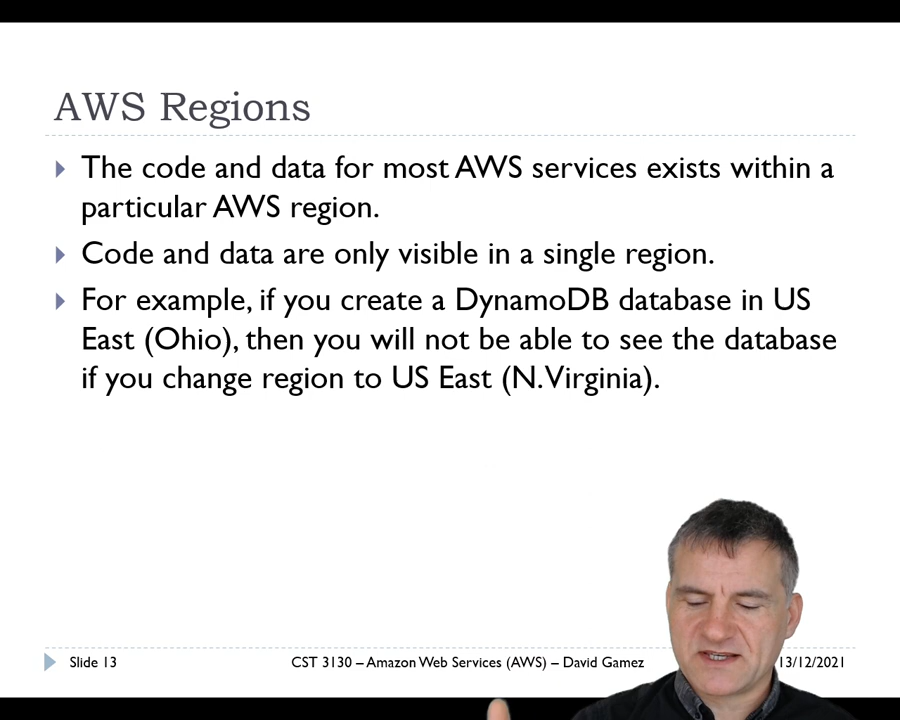 AWS Regions
The code and data for most AWS services exists within a
particular AWS region.
Code and data are only visible in a single region.
For example, if you create a DynamoDB database in US
East (Ohio), then you will not be able to see the database
if you change region to US East (N. Virginia).
Slide 13
CST 3130 – Amazon Web Services (AWS) – David Gamez
13/12/2021